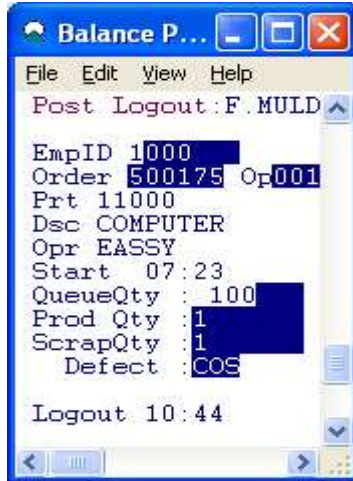 Balance P...
File Edit View Help
Post Logout:F.MULD
EmpID 1000
Order 500175 Op001
Prt 11000
Dsc COMPUTER
Opr EASSY
Start 07:23
QueueQty : 100
Prod Qty :1
ScrapQty :1
Defect :COS
Logout 10:44